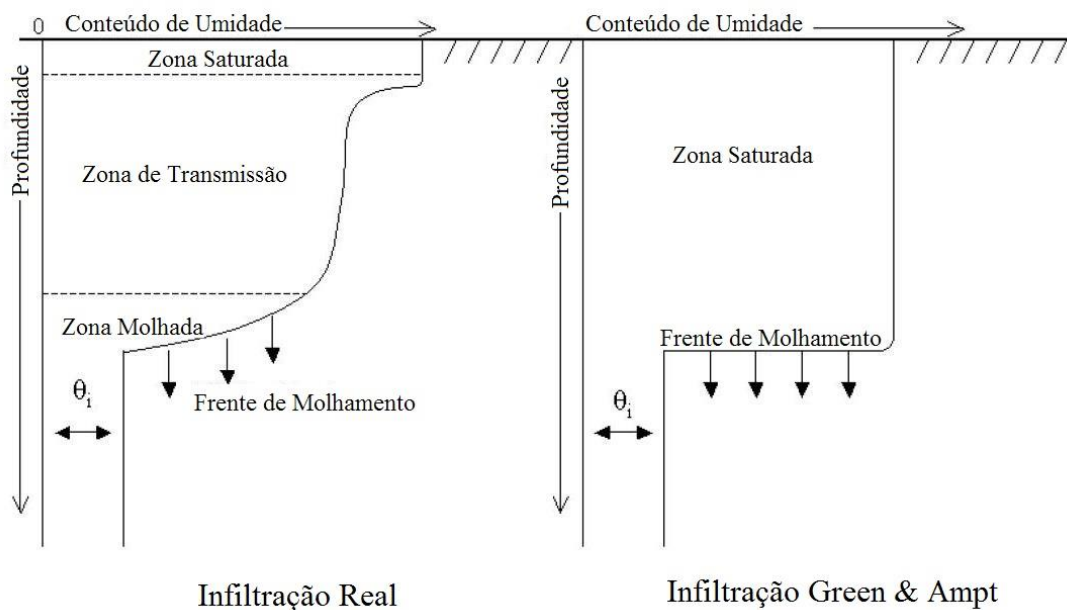 0 Conteúdo de Umidade
Zona Saturada
Profundidade
Zona de Transmissão
Zona Molhada
θi
Frente de Molhamento
Infiltração Real
Conteúdo de Umidade
Profundidade
Zona Saturada
Frente de Molhamento
θi
Infiltração Green & Ampt